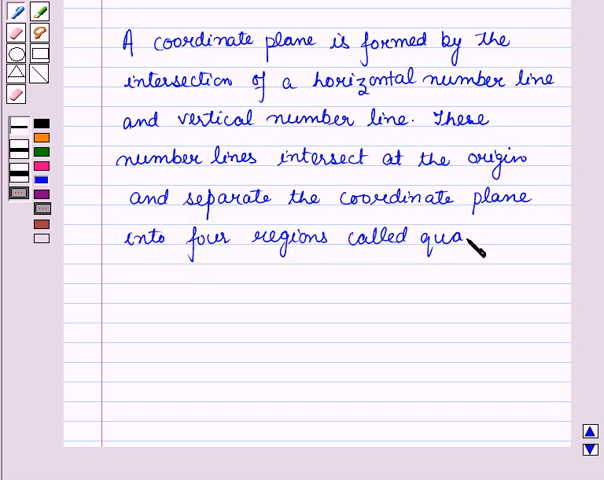 A coordinate plane is formed by the
intersection of a horizontal number line
and vertical number line. These
number lines intersect at the origin
and separate the coordinate plane
into four regions called qua